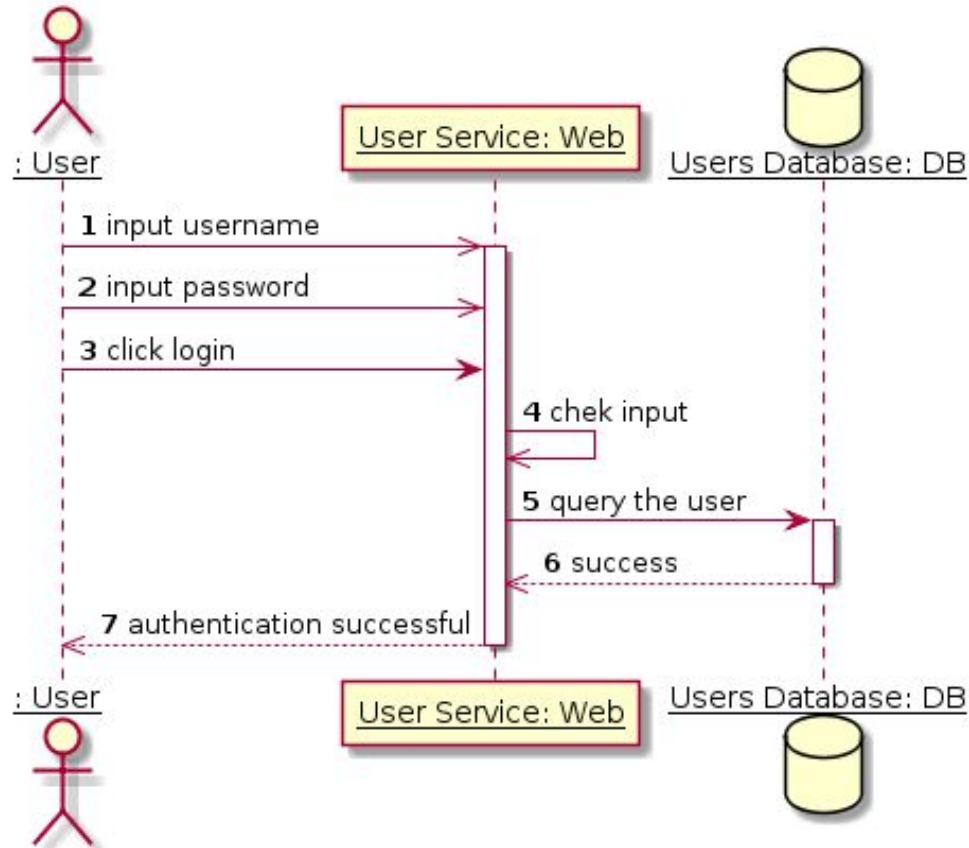 : User
User Service: Web
Users Database: DB
1 input username
2 input password
3 click login
4 chek input
5 query the user
6 success
7 authentication successful
: User
User Service: Web
Users Database: DB